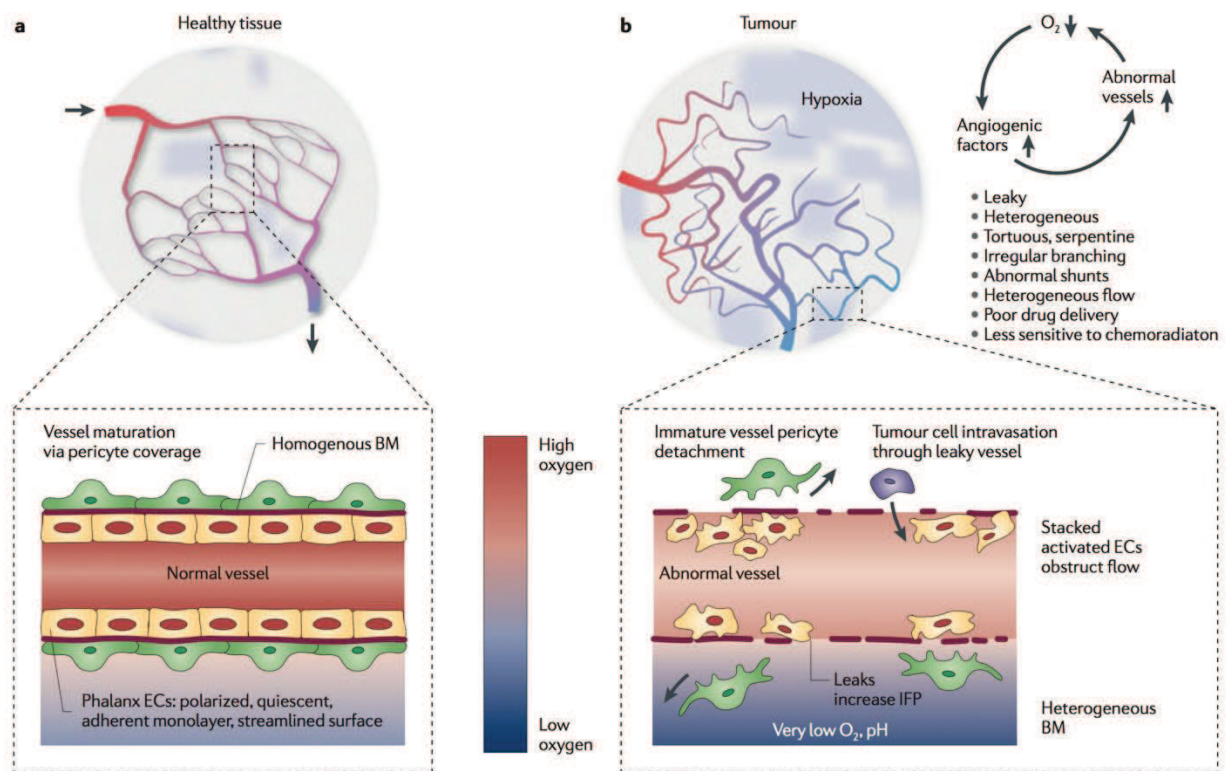 a
Healthy tissue
b
Tumour
Hypoxia
O2
Abnormal
vessels
Angiogenic
factors
• Leaky
• Heterogeneous
• Tortuous, serpentine
• Irregular branching
• Abnormal shunts
• Heterogeneous flow
• Poor drug delivery
• Less sensitive to chemoradiaton
Vessel maturation
via pericyte coverage
Homogenous BM
Normal vessel
Phalanx ECs: polarized, quiescent,
adherent monolayer, streamlined surface
High
oxygen
Low
oxygen
Immature vessel pericyte
detachment
Tumour cell intravasation
through leaky vessel
Abnormal vessel
Stacked
activated ECs
obstruct flow
Leaks
increase IFP
Very low O2, pH
Heterogeneous
BM